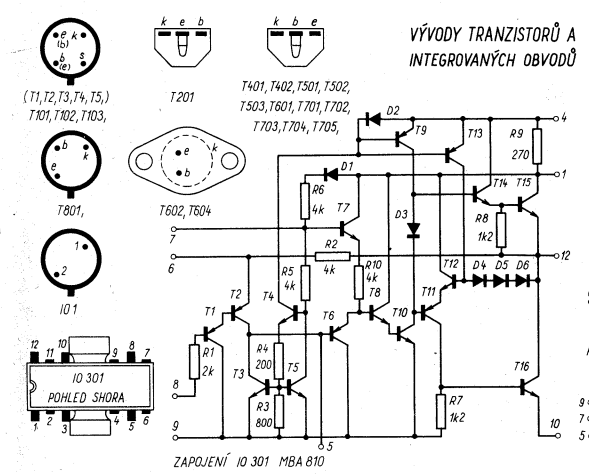 k e b
k b e
VÝVODY TRANZISTORŮ A
INTEGROVANÝCH OBVODŮ
e k
(b)
b s
(e)
(T1,T2,T3,T4,T5,)
T101,T102,T103,
T201
T401, T402, T501, T502,
T503,T601, T701,T702,
T703,T704, T705,
b
k
e
T801,
e
k
b
T602, T604
1
2
IO1
12 11 10 9 8 7
IO 301
POHLED SHORA
1 2 3 4 5 6
D2
4
T9
T13
R9
270
D1
1
R6
4k
T7
D3
T14
T15
7
R8
1k2
R2
4k
6
12
R5
4k
R10
4k
T12
D4 D5 D6
T2
T4
T8
T11
T1
T6
T10
R1
2k
R4
200
T3
T5
T16
8
R3
800
R7
1k2
9
5
10
9
7
5
ZAPOJENÍ IO 301 MBA 810